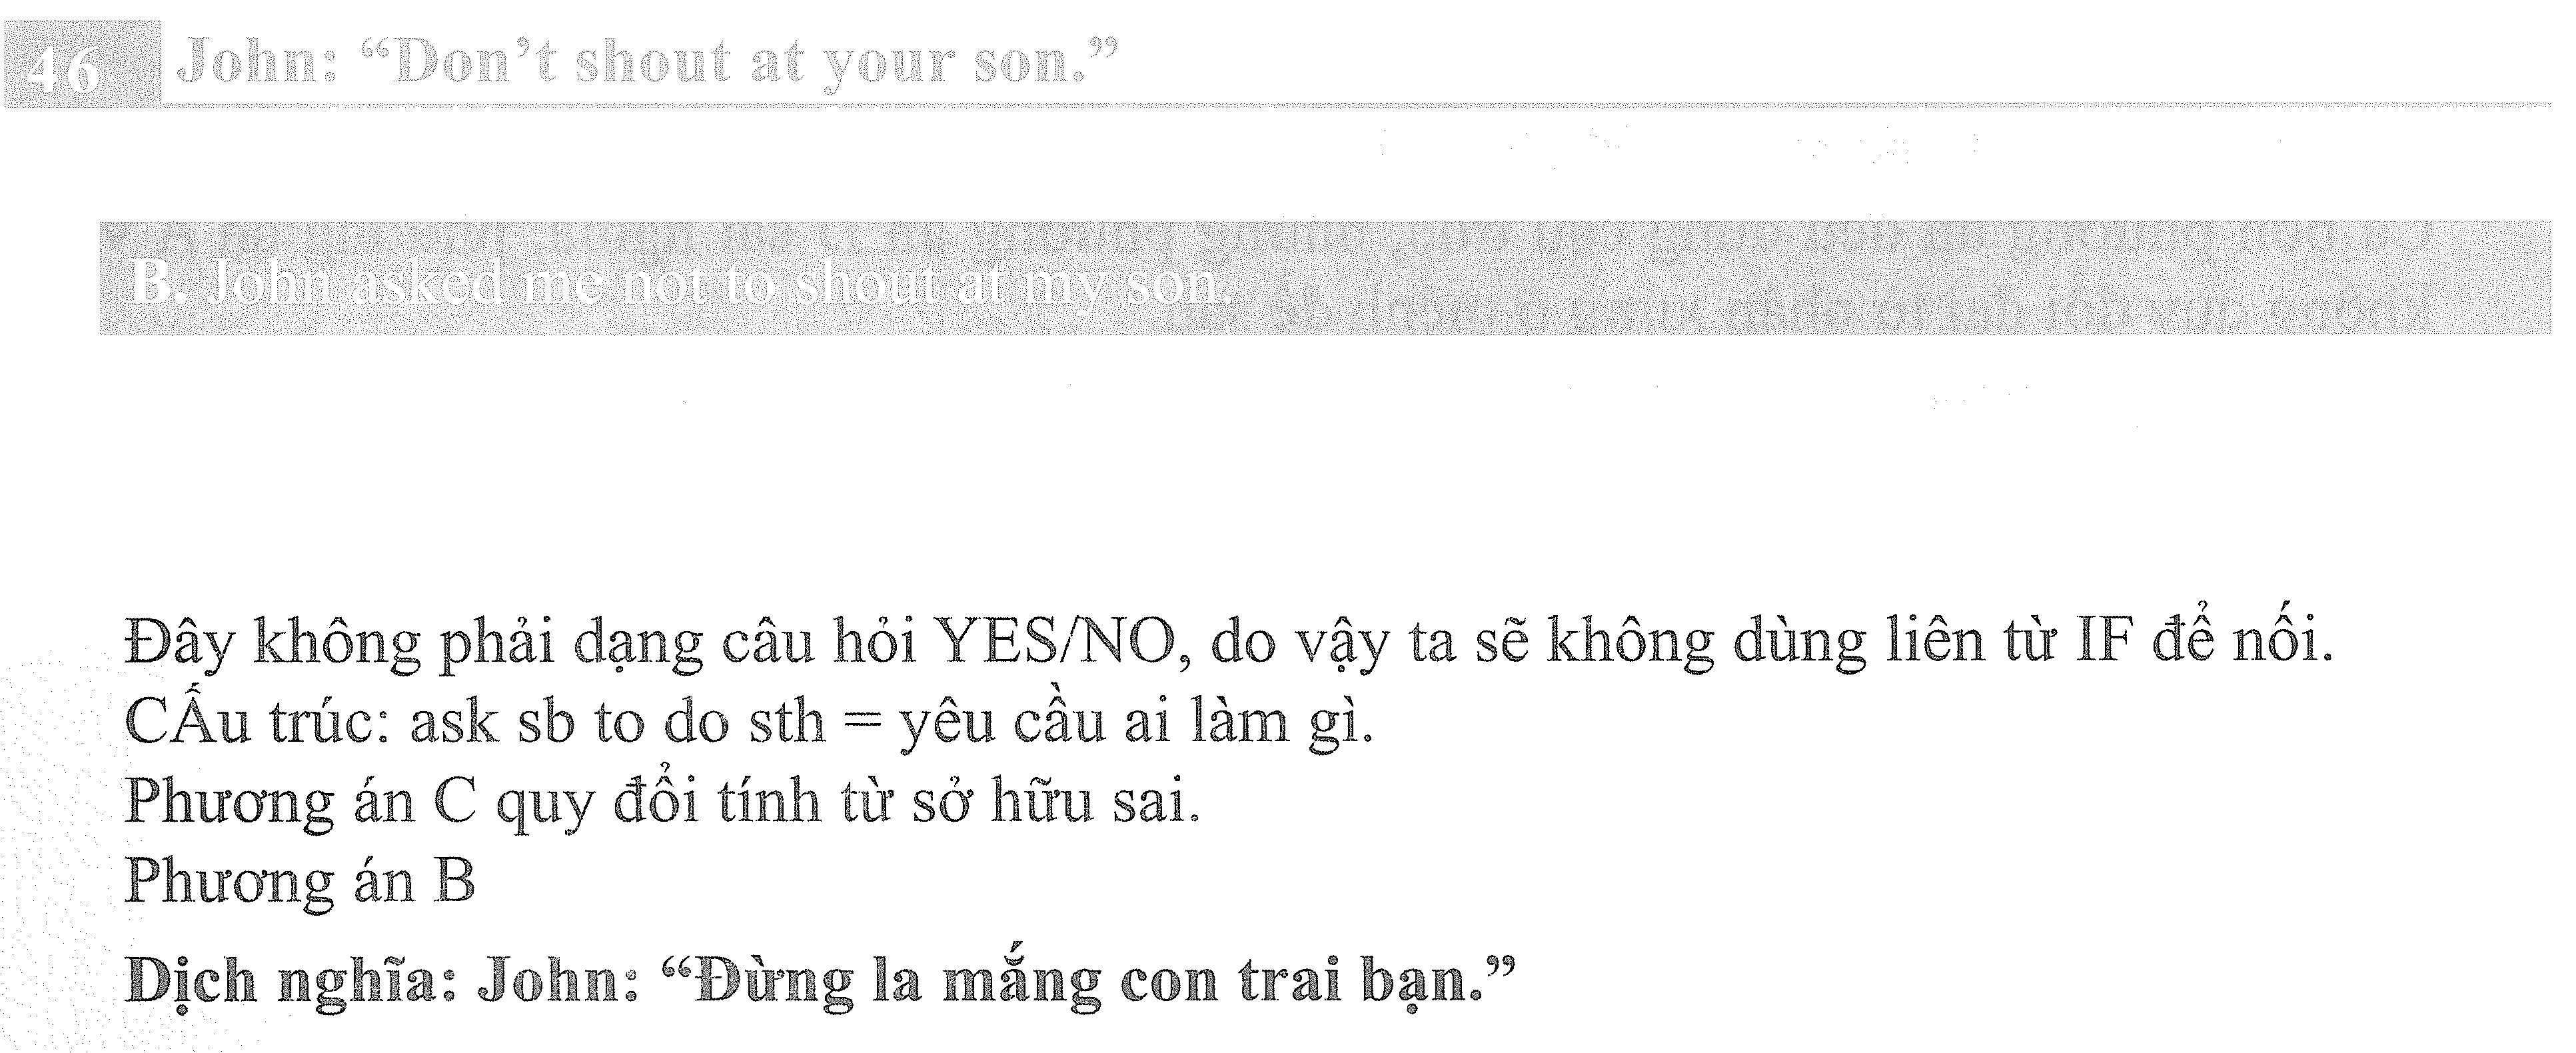 46 John: “Don’t shout at your son.”
B. John asked me not to shout at my son.
Đây không phải dạng câu hỏi YES/NO, do vậy ta sẽ không dùng liên từ IF để nối.
CẤu trúc: ask sb to do sth = yêu cầu ai làm gì.
Phương án C quy đổi tính từ sở hữu sai.
Phương án B
Dịch nghĩa: John: “Đừng la mắng con trai bạn.”